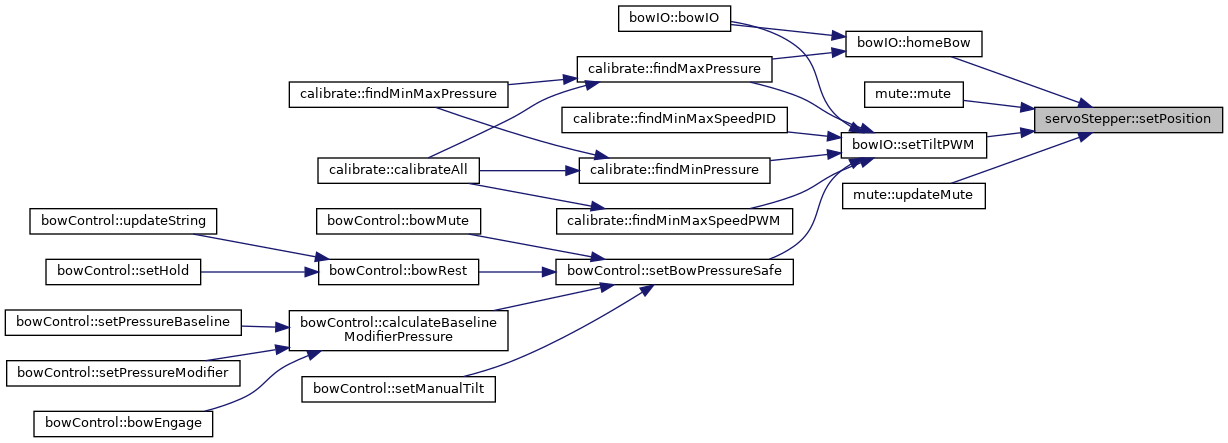 bowIO::bowIO
bowIO::homeBow
calibrate::findMaxPressure
calibrate::findMinMaxPressure
mute::mute
servoStepper::setPosition
calibrate::findMinMaxSpeedPID
bowIO::setTiltPWM
calibrate::calibrateAll
calibrate::findMinPressure
mute::updateMute
bowControl::updateString
bowControl::bowMute
calibrate::findMinMaxSpeedPWM
bowControl::setHold
bowControl::bowRest
bowControl::setBowPressureSafe
bowControl::setPressureBaseline
bowControl::calculateBaseline
ModifierPressure
bowControl::setPressureModifier
bowControl::setManualTilt
bowControl::bowEngage